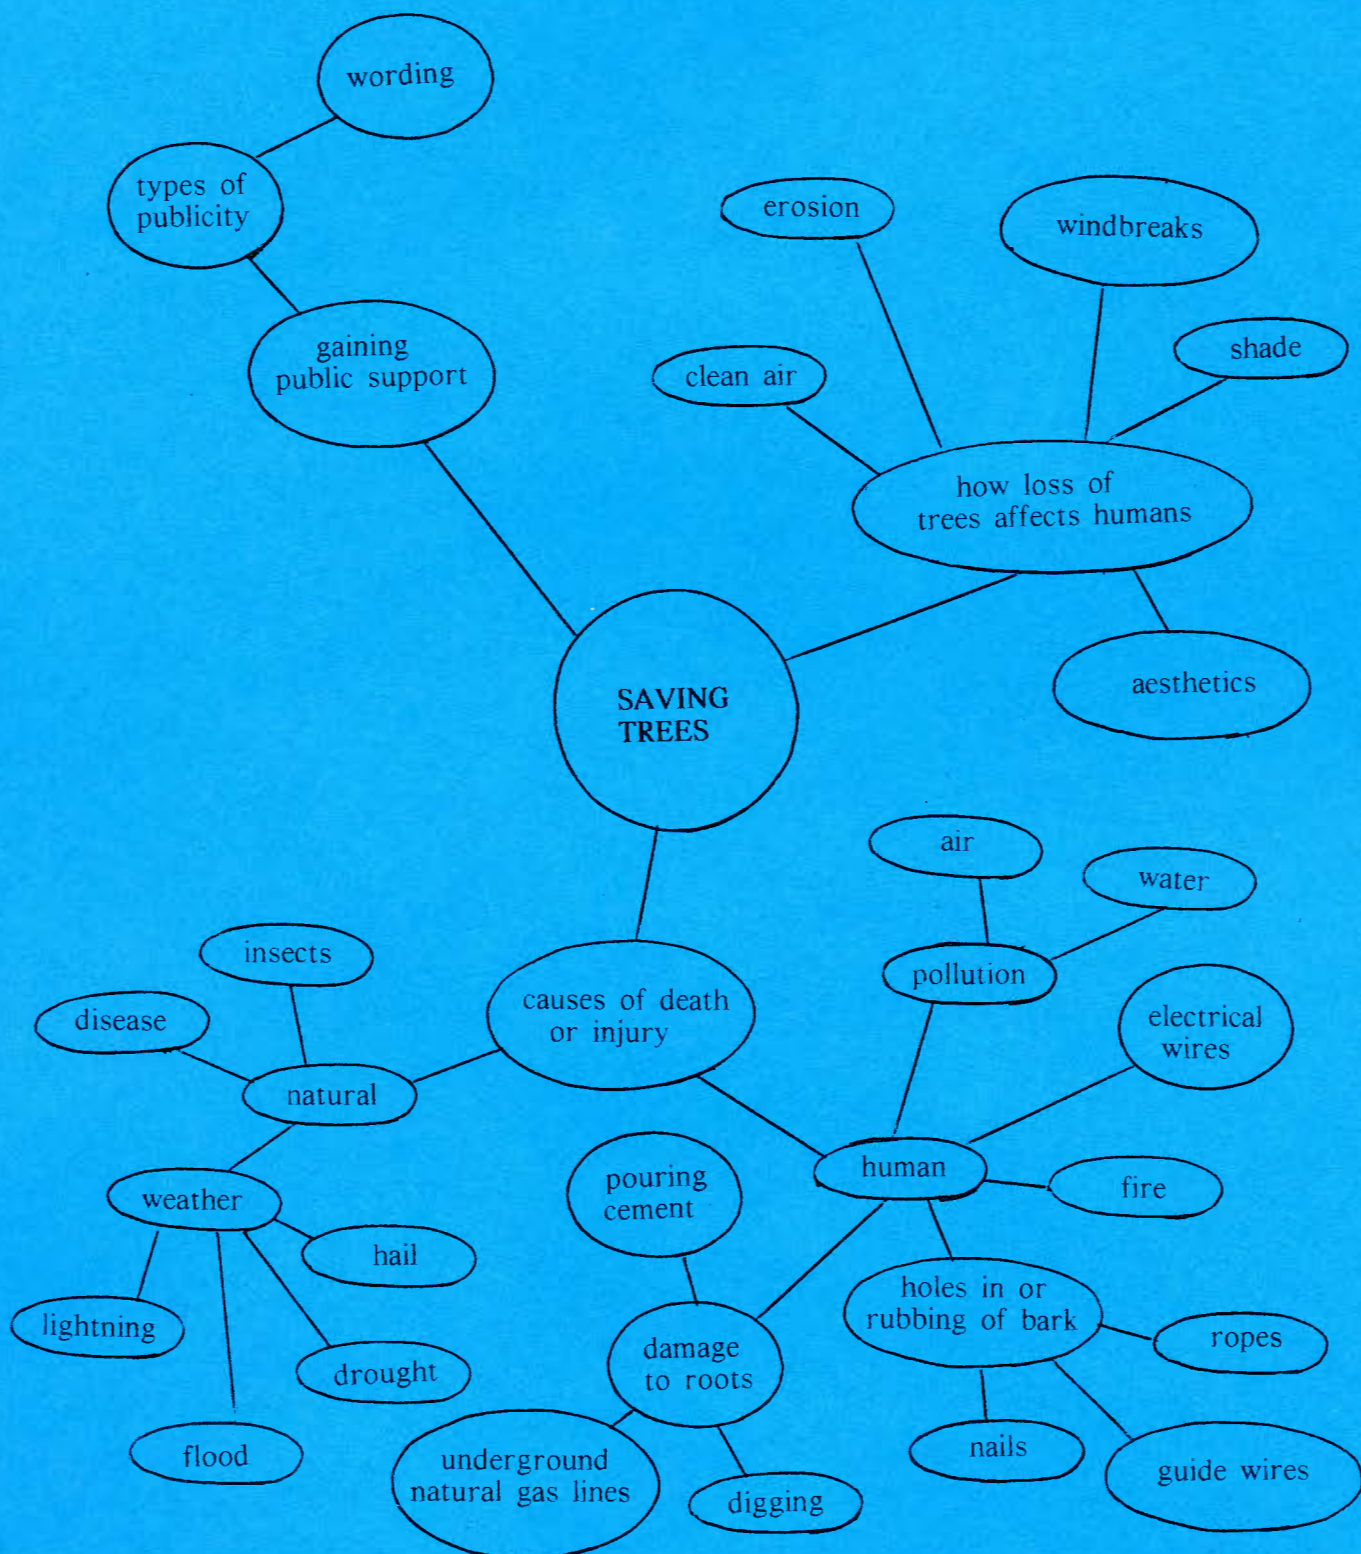 wording
types of
publicity
gaining
public support
erosion
windbreaks
clean air
shade
how loss of
trees affects humans
aesthetics
SAVING
TREES
air
water
pollution
electrical
wires
insects
disease
natural
causes of death
or injury
human
fire
weather
hail
lightning
drought
flood
pouring
cement
damage
to roots
underground
natural gas lines
digging
holes in or
rubbing of bark
ropes
nails
guide wires